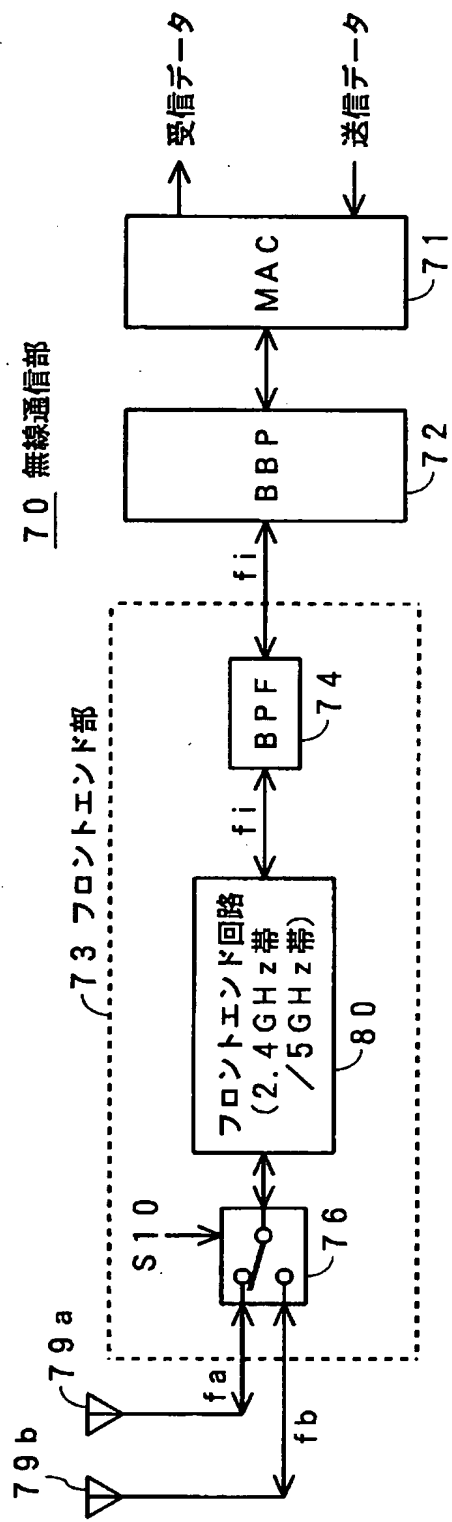 70 無線通信部
73 フロントエンド部
79a
79b
fa
fb
S10
76
フロントエンド回路
(2.4GHz帯
/5GHz帯)
80
fi
BPF
74
fi
BBP
72
MAC
71
受信データ
送信データ